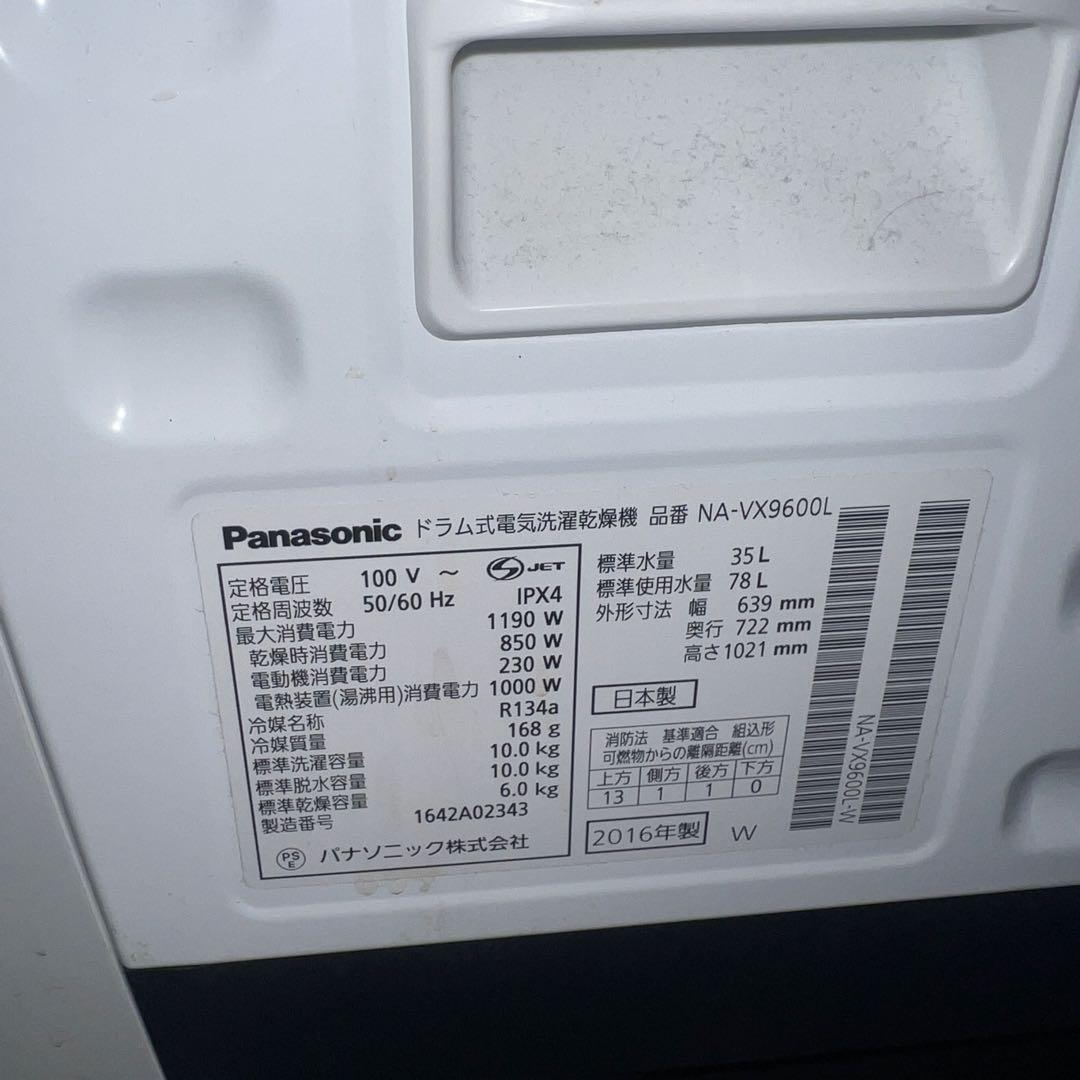 Panasonic ドラム式電気洗濯乾燥機 品番 NA-VX9600L
定格電圧 100 V ～ S JET
定格周波数 50/60 Hz IPX4
最大消費電力 1190 W
乾燥時消費電力 850 W
電動機消費電力 230 W
電熱装置(湯沸用)消費電力 1000 W
冷媒名称 R134a
冷媒質量 168 g
標準洗濯容量 10.0 kg
標準脱水容量 10.0 kg
標準乾燥容量 6.0 kg
製造番号 1642A02343
PS E パナソニック株式会社
標準水量 35 L
標準使用水量 78 L
外形寸法 幅 639 mm
奥行 722 mm
高さ 1021 mm
日本製
消防法 基準適合 組込形
可燃物からの離隔距離(cm)
上方 側方 後方 下方
13 1 1 0
2016年製 W
NA-VX9600L-W